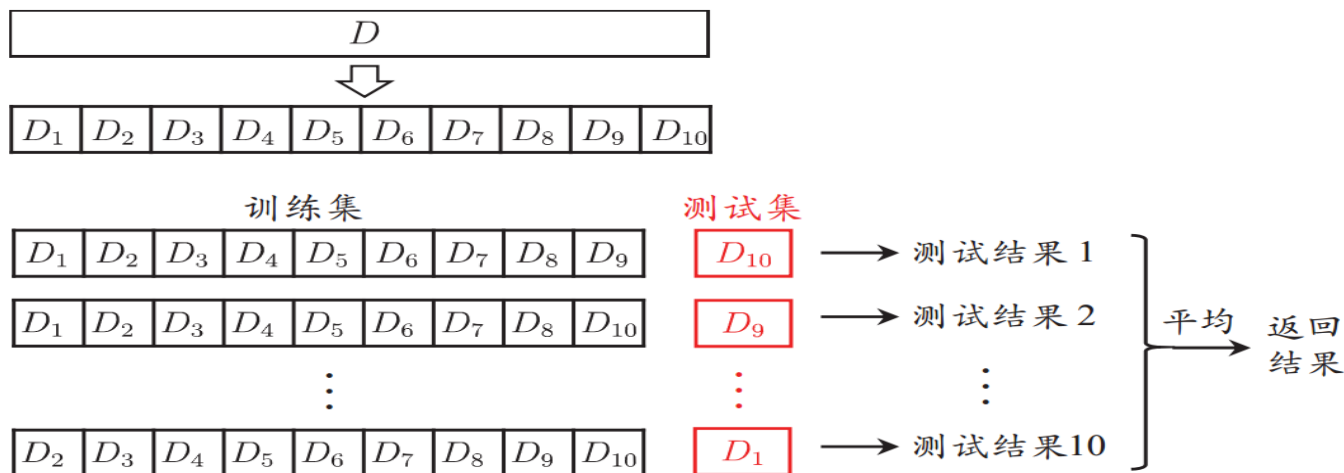 D
D₁ D₂ D₃ D₄ D₅ D₆ D₇ D₈ D₉ D₁₀
训练集 测试集
D₁ D₂ D₃ D₄ D₅ D₆ D₇ D₈ D₉ D₁₀ 测试结果 1
D₁ D₂ D₃ D₄ D₅ D₆ D₇ D₈ D₁₀ D₉ 测试结果 2
平均 返回
结果
⋮ ⋮ ⋮
D₂ D₃ D₄ D₅ D₆ D₇ D₈ D₉ D₁₀ D₁ 测试结果10